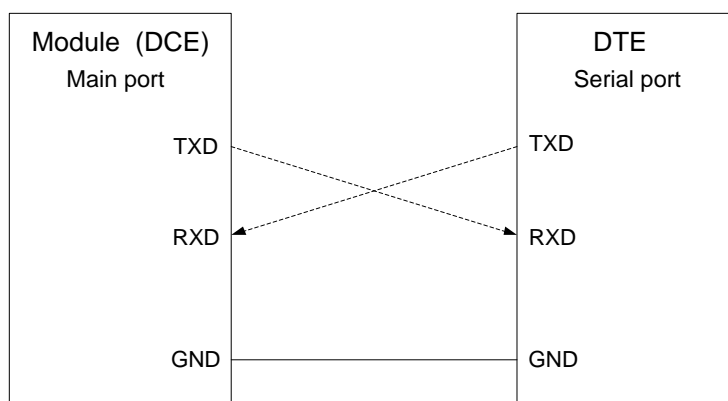 Module (DCE)
Main port
TXD
RXD
GND
DTE
Serial port
TXD
RXD
GND